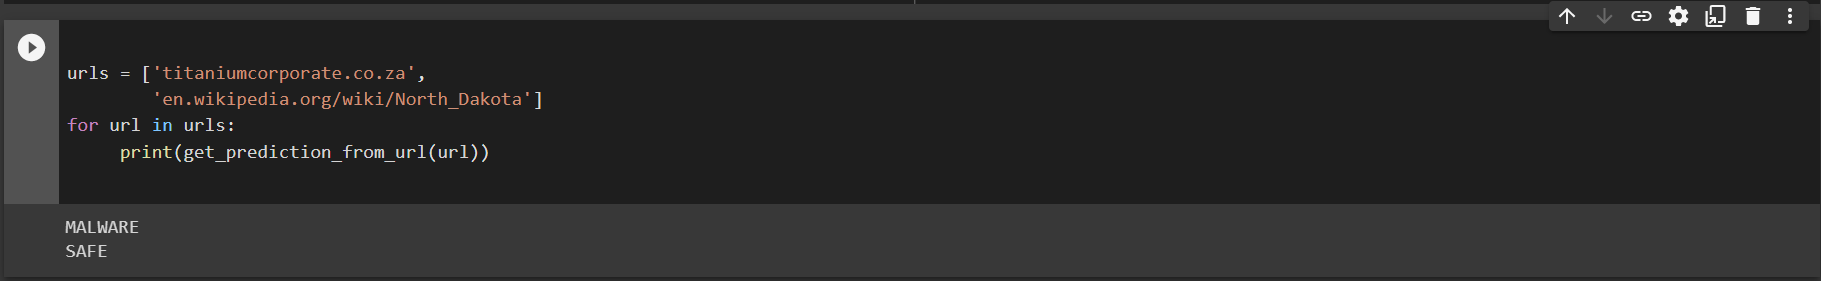 urls = ['titaniumcorporate.co.za',
        'en.wikipedia.org/wiki/North_Dakota']
for url in urls:
     print(get_prediction_from_url(url))
MALWARE
SAFE